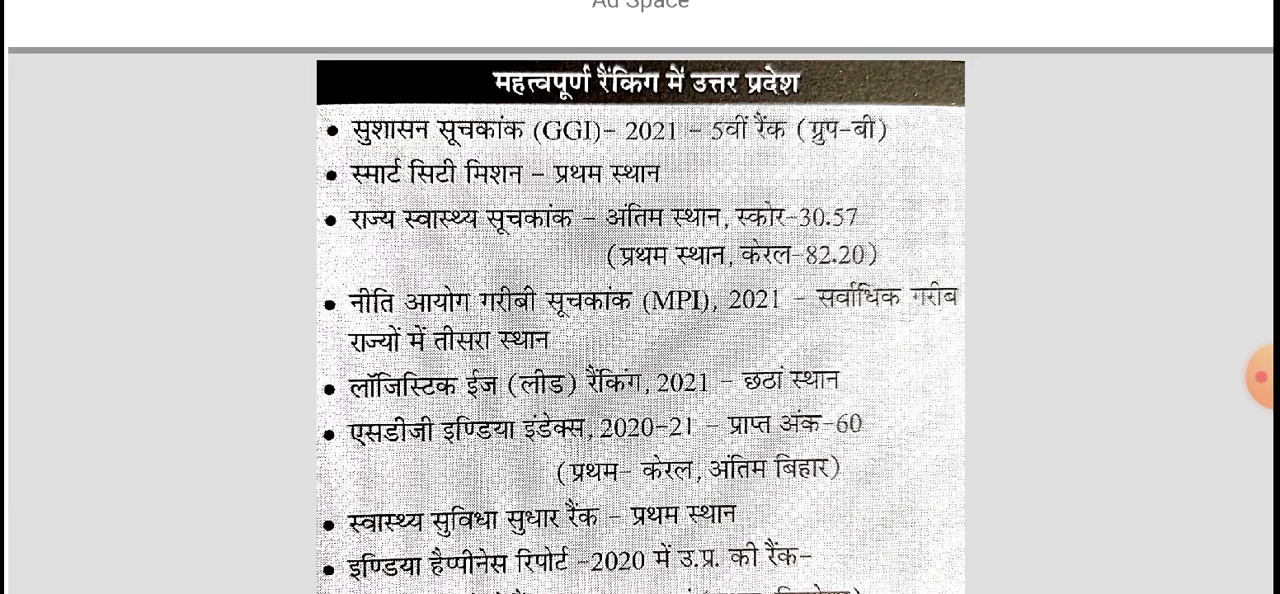 Ad Space
महत्त्वपूर्ण रैंकिंग में उत्तर प्रदेश
• सुशासन सूचकांक (GGI)- 2021 - 5वीं रैंक (ग्रुप-बी)
• स्मार्ट सिटी मिशन – प्रथम स्थान
• राज्य स्वास्थ्य सूचकांक – अंतिम स्थान, स्कोर-30.57
(प्रथम स्थान, केरल-82.20)
• नीति आयोग गरीबी सूचकांक (MPI), 2021 - सर्वाधिक गरीब
राज्यों में तीसरा स्थान
• लॉजिस्टिक ईज (लीड) रैंकिंग, 2021 - छठां स्थान
• एसडीजी इण्डिया इंडेक्स, 2020-21 - प्राप्त अंक-60
(प्रथम- केरल, अंतिम बिहार)
• स्वास्थ्य सुविधा सुधार रैंक - प्रथम स्थान
• इण्डिया हैप्पीनेस रिपोर्ट -2020 में उ.प्र. की रैंक-